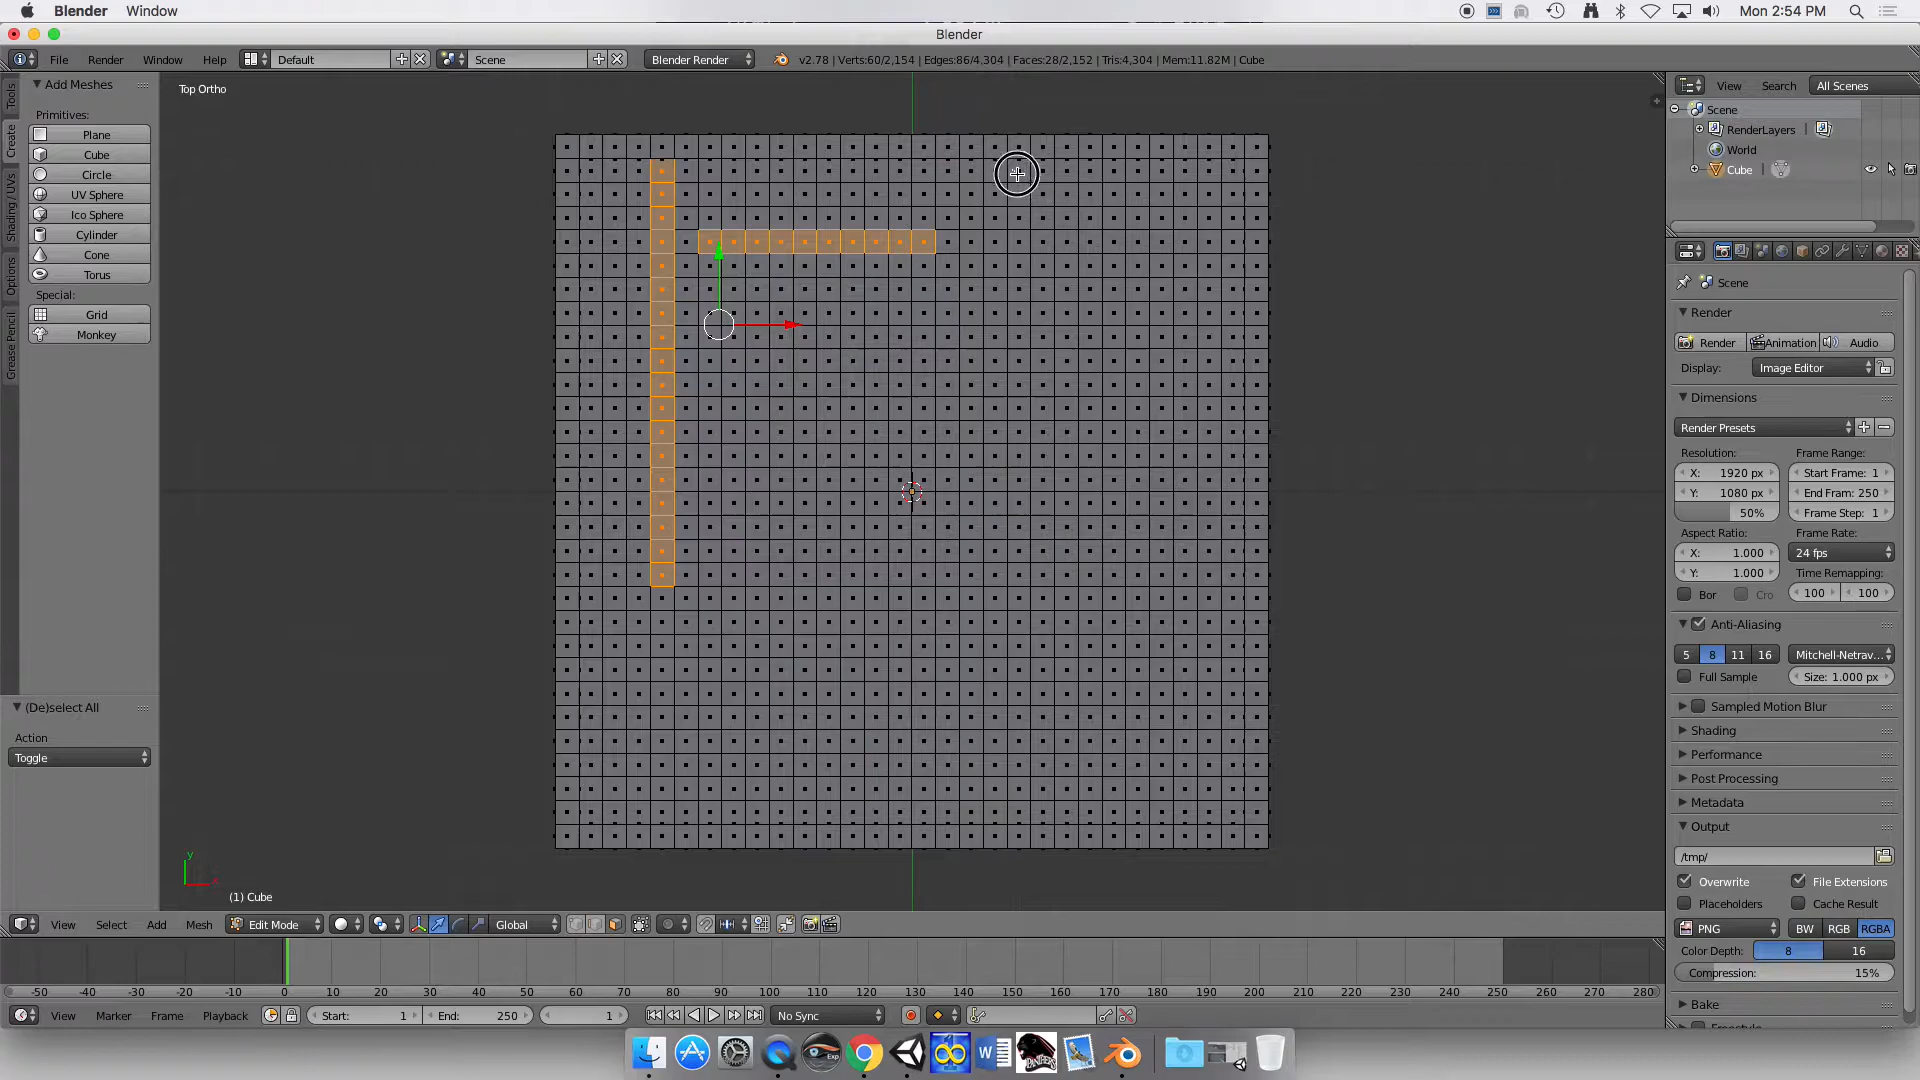 Blender Window Mon 2:54 PM
Blender
File Render Window Help Default Scene Blender Render v2.78 | Verts:60/2,154 | Edges:86/4,304 | Faces:28/2,152 | Tris:4,304 | Mem:11.82M | Cube
Tools
Create
Shading / UVs
Options
Grease Pencil
Add Meshes
Primitives:
Plane
Cube
Circle
UV Sphere
Ico Sphere
Cylinder
Cone
Torus
Special:
Grid
Monkey
(De)select All
Action
Toggle
Top Ortho
y
x
(1) Cube
View Search All Scenes
Scene
RenderLayers
World
Cube
Scene
Render
Render Animation Audio
Display: Image Editor
Dimensions
Render Presets
Resolution: Frame Range:
X: 1920 px Start Frame: 1
Y: 1080 px End Fram: 250
50% Frame Step: 1
Aspect Ratio: Frame Rate:
X: 1.000 24 fps
Y: 1.000 Time Remapping:
Bor Cro 100 100
Anti-Aliasing
5 8 11 16 Mitchell-Netrav...
Full Sample Size: 1.000 px
Sampled Motion Blur
Shading
Performance
Post Processing
Metadata
Output
/tmp/
Overwrite File Extensions
Placeholders Cache Result
PNG BW RGB RGBA
Color Depth: 8 16
Compression: 15%
Bake
View Select Add Mesh Edit Mode Global
-50 -40 -30 -20 -10 0 10 20 30 40 50 60 70 80 90 100 110 120 130 140 150 160 170 180 190 200 210 220 230 240 250 260 270 280
View Marker Frame Playback Start: 1 End: 250 1 No Sync
Exp
W
PANTHERS